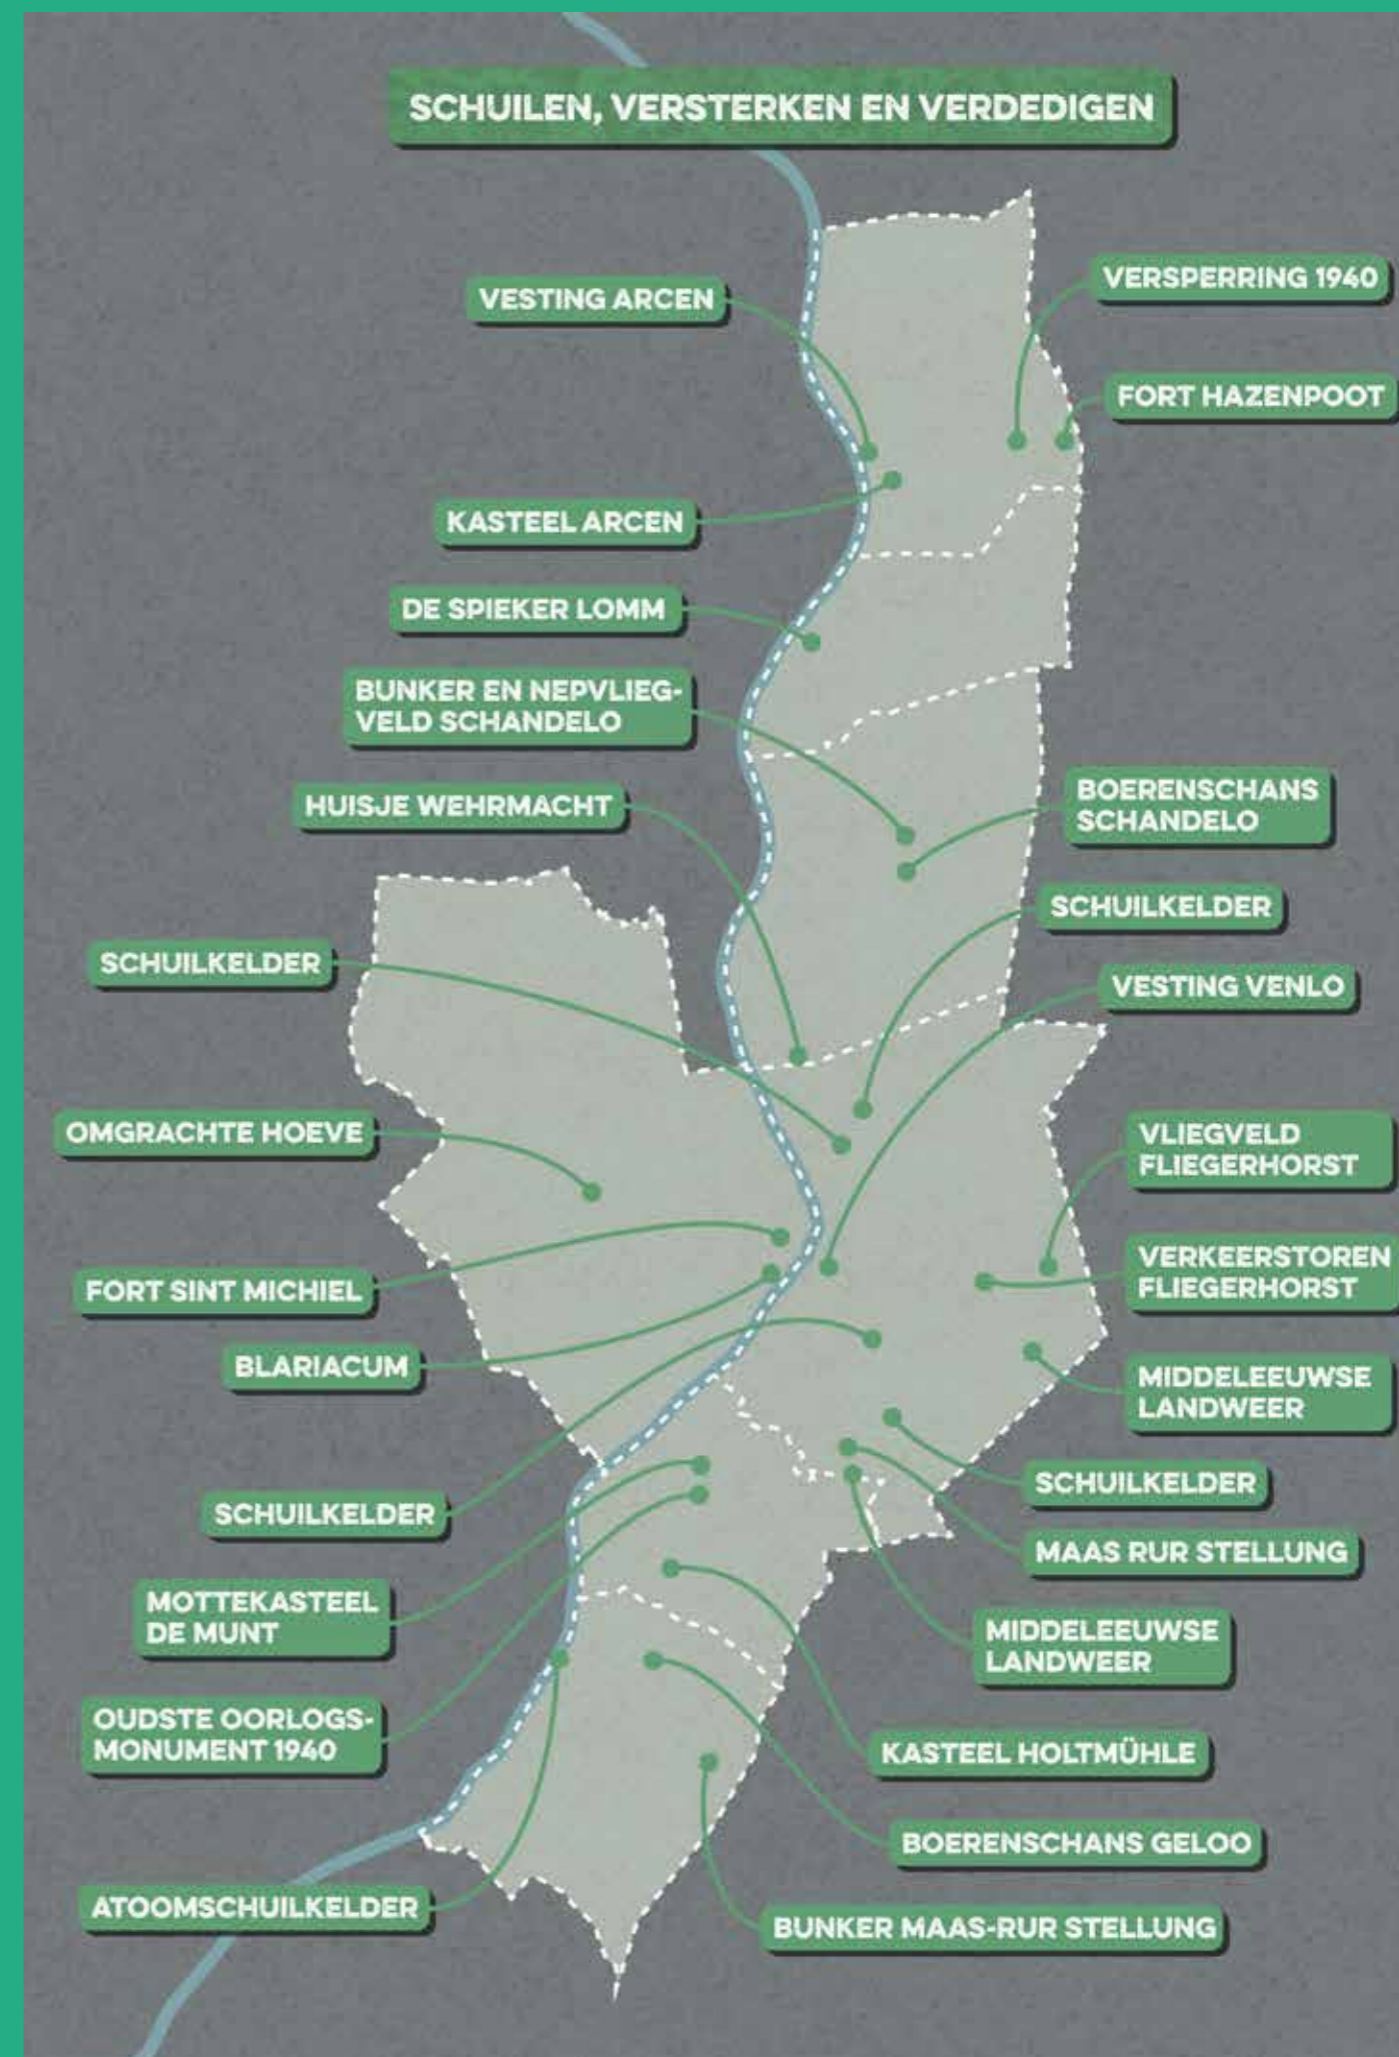 SCHUILEN, VERSTERKEN EN VERDEDIGEN
VERSPERRING 1940
VESTING ARCEN
FORT HAZENPOOT
KASTEEL ARCEN
DE SPIEKER LOMM
BUNKER EN NEPVLIEG-
VELD SCHANDELO
HUISJE WEHRMACHT
BOERENSCHANS
SCHANDELO
SCHUILKELDER
SCHUILKELDER
VESTING VENLO
OMGRACHTE HOEVE
VLIEGVELD
FLIEGERHORST
VERKEERSTOREN
FLIEGERHORST
FORT SINT MICHIEL
BLARIACUM
MIDDELEEUWSE
LANDWEER
SCHUILKELDER
SCHUILKELDER
MAAS RUR STELLUNG
MOTTEKASTEEL
DE MUNT
MIDDELEEUWSE
LANDWEER
OUDSTE OORLOGS-
MONUMENT 1940
KASTEEL HOLTMÜHLE
BOERENSCHANS GELOO
ATOOMSCHUILKELDER
BUNKER MAAS-RUR STELLUNG